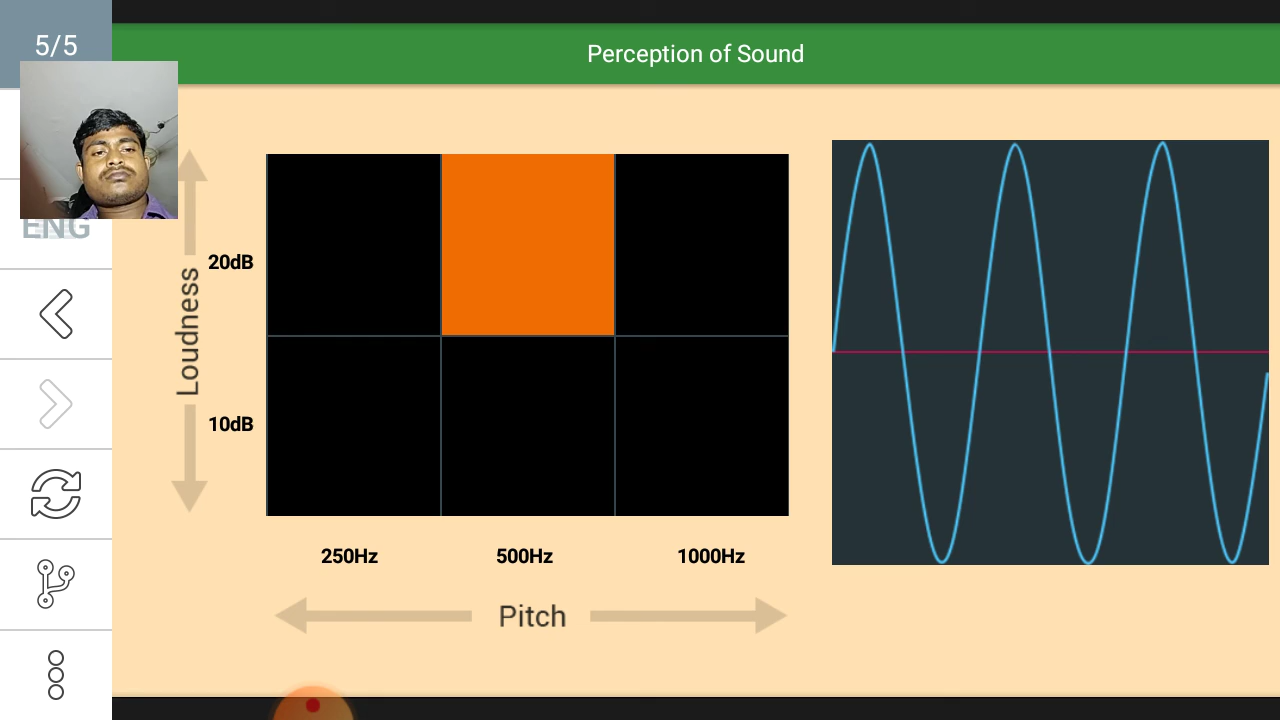 5/5
Perception of Sound
ENG
20dB
Loudness
10dB
250Hz 500Hz 1000Hz
Pitch